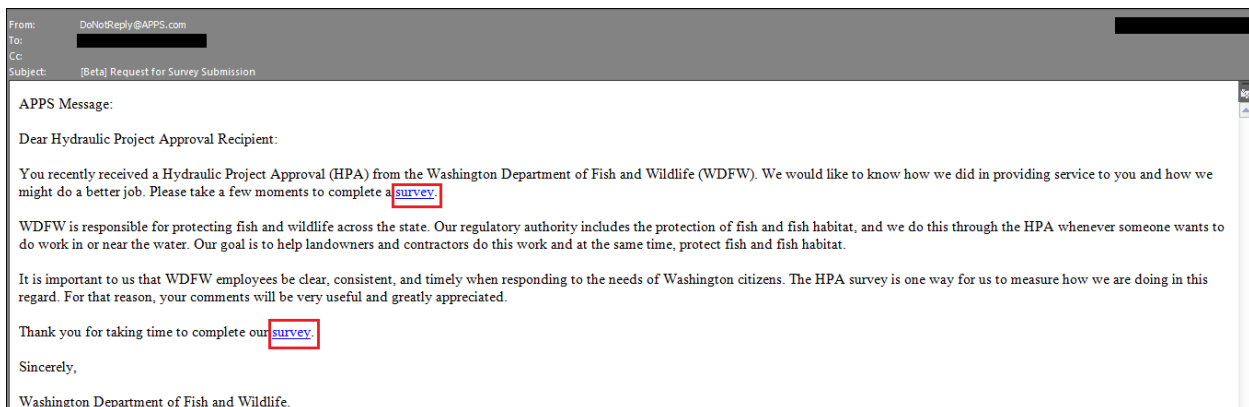 From: DoNotReply@APPS.com
To:
Cc:
Subject: [Beta] Request for Survey Submission
APPS Message:
Dear Hydraulic Project Approval Recipient:
You recently received a Hydraulic Project Approval (HPA) from the Washington Department of Fish and Wildlife (WDFW). We would like to know how we did in providing service to you and how we
might do a better job. Please take a few moments to complete a survey.
WDFW is responsible for protecting fish and wildlife across the state. Our regulatory authority includes the protection of fish and fish habitat, and we do this through the HPA whenever someone wants to
do work in or near the water. Our goal is to help landowners and contractors do this work and at the same time, protect fish and fish habitat.
It is important to us that WDFW employees be clear, consistent, and timely when responding to the needs of Washington citizens. The HPA survey is one way for us to measure how we are doing in this
regard. For that reason, your comments will be very useful and greatly appreciated.
Thank you for taking time to complete our survey.
Sincerely,
Washington Department of Fish and Wildlife.